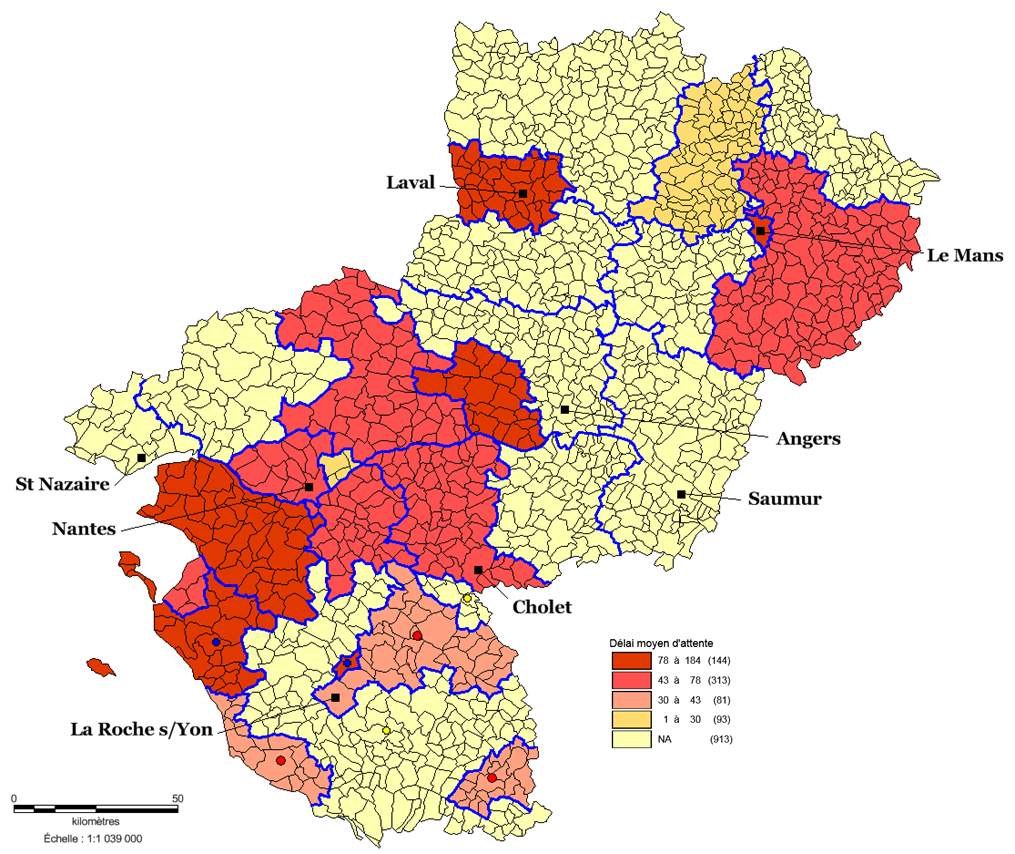 Laval
Le Mans
Angers
St Nazaire
Saumur
Nantes
Cholet
La Roche s/Yon
Délai moyen d'attente
78 à 184 (144)
43 à 78 (313)
30 à 43 (81)
1 à 30 (93)
NA (913)
0 50
kilomètres
Échelle : 1:1 039 000